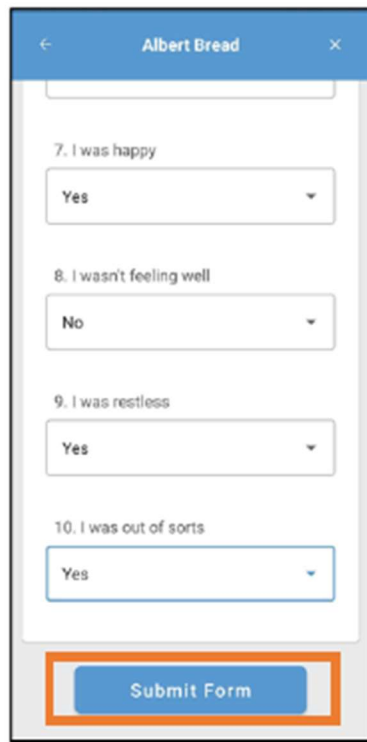 Albert Bread
7. I was happy
Yes
8. I wasn't feeling well
No
9. I was restless
Yes
10. I was out of sorts
Yes
Submit Form